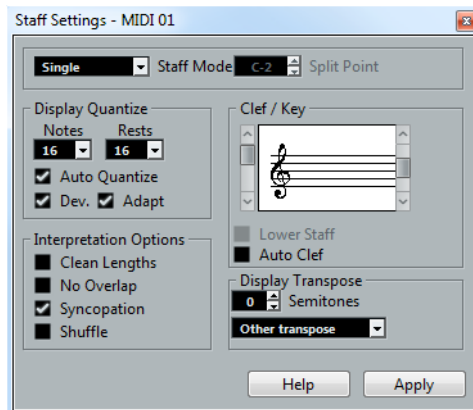 Staff Settings - MIDI 01
Single Staff Mode C-2 Split Point
Display Quantize
Notes Rests
16 16
Auto Quantize
Dev. Adapt
Interpretation Options
Clean Lengths
No Overlap
Syncopation
Shuffle
Clef / Key
Lower Staff
Auto Clef
Display Transpose
0 Semitones
Other transpose
Help Apply